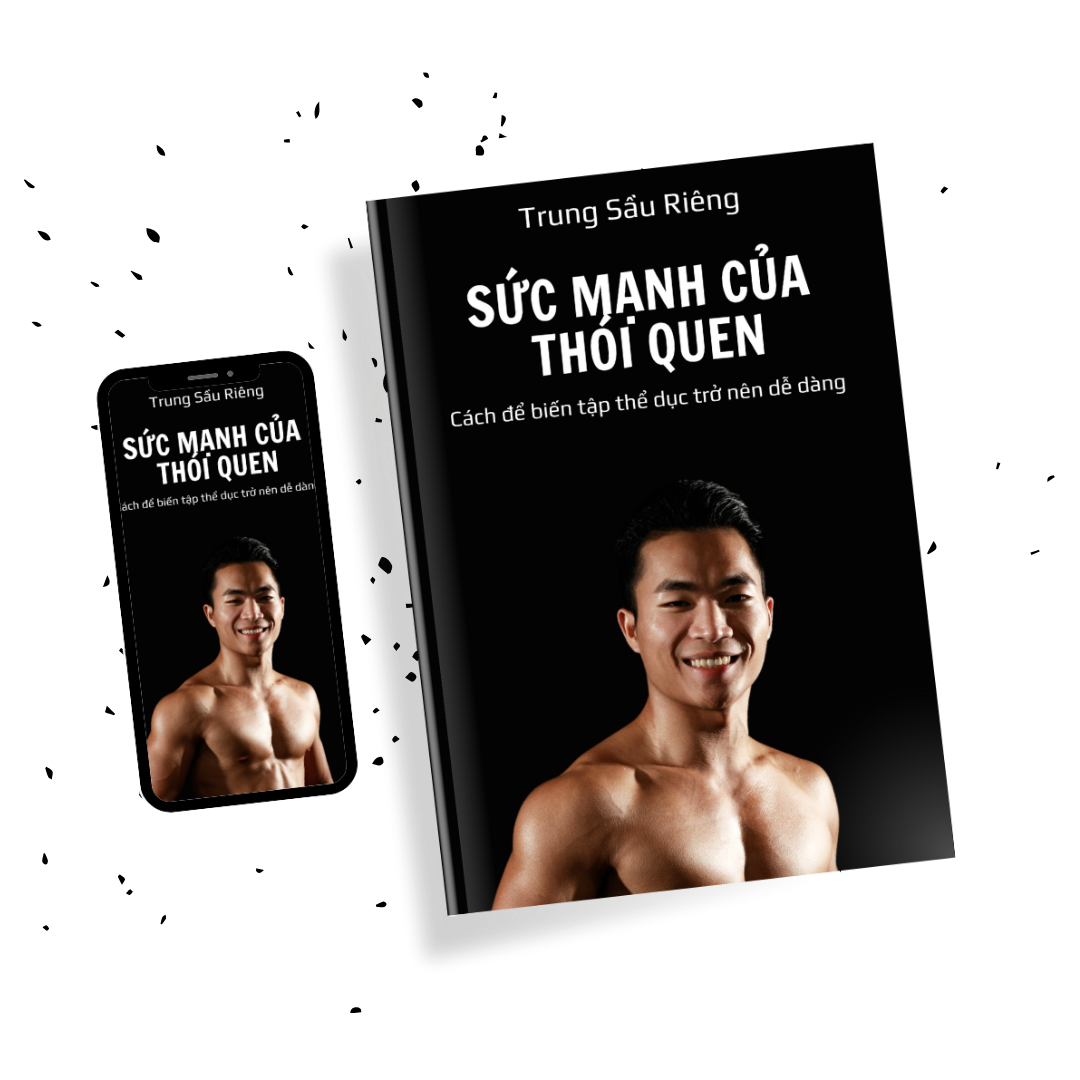 Trung Sầu Riêng
SỨC MẠNH CỦA
THÓI QUEN
Cách để biến tập thể dục trở nên dễ dàng
Trung Sầu Riêng
SỨC MẠNH CỦA
THÓI QUEN
ách để biến tập thể dục trở nên dễ dàn